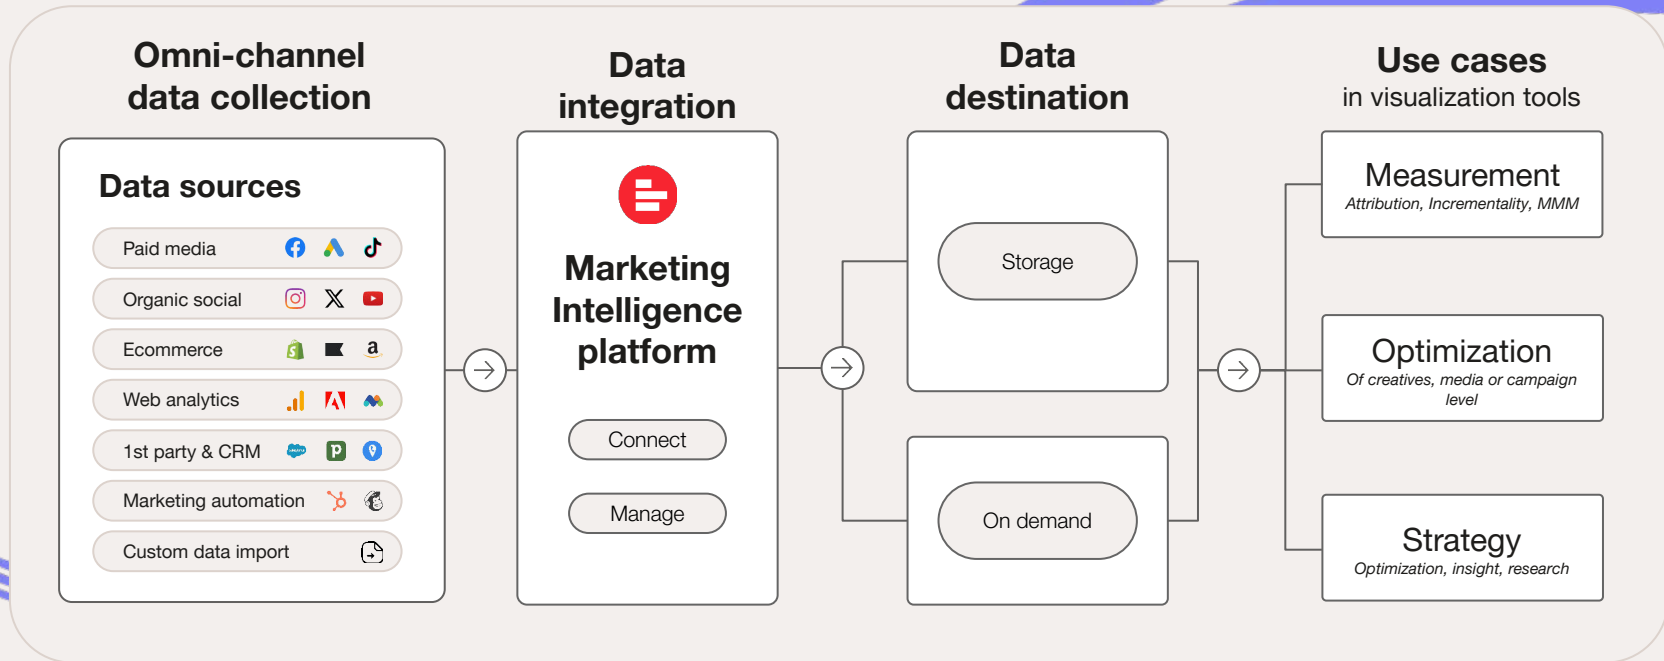 Omni-channel
data collection
Data sources
Paid media
Organic social
Ecommerce
Web analytics
1st party & CRM
Marketing automation
Custom data import
Data
integration
Marketing
Intelligence
platform
Connect
Manage
Data
destination
Storage
On demand
Use cases
in visualization tools
Measurement
Attribution, Incrementality, MMM
Optimization
Of creatives, media or campaign
level
Strategy
Optimization, insight, research